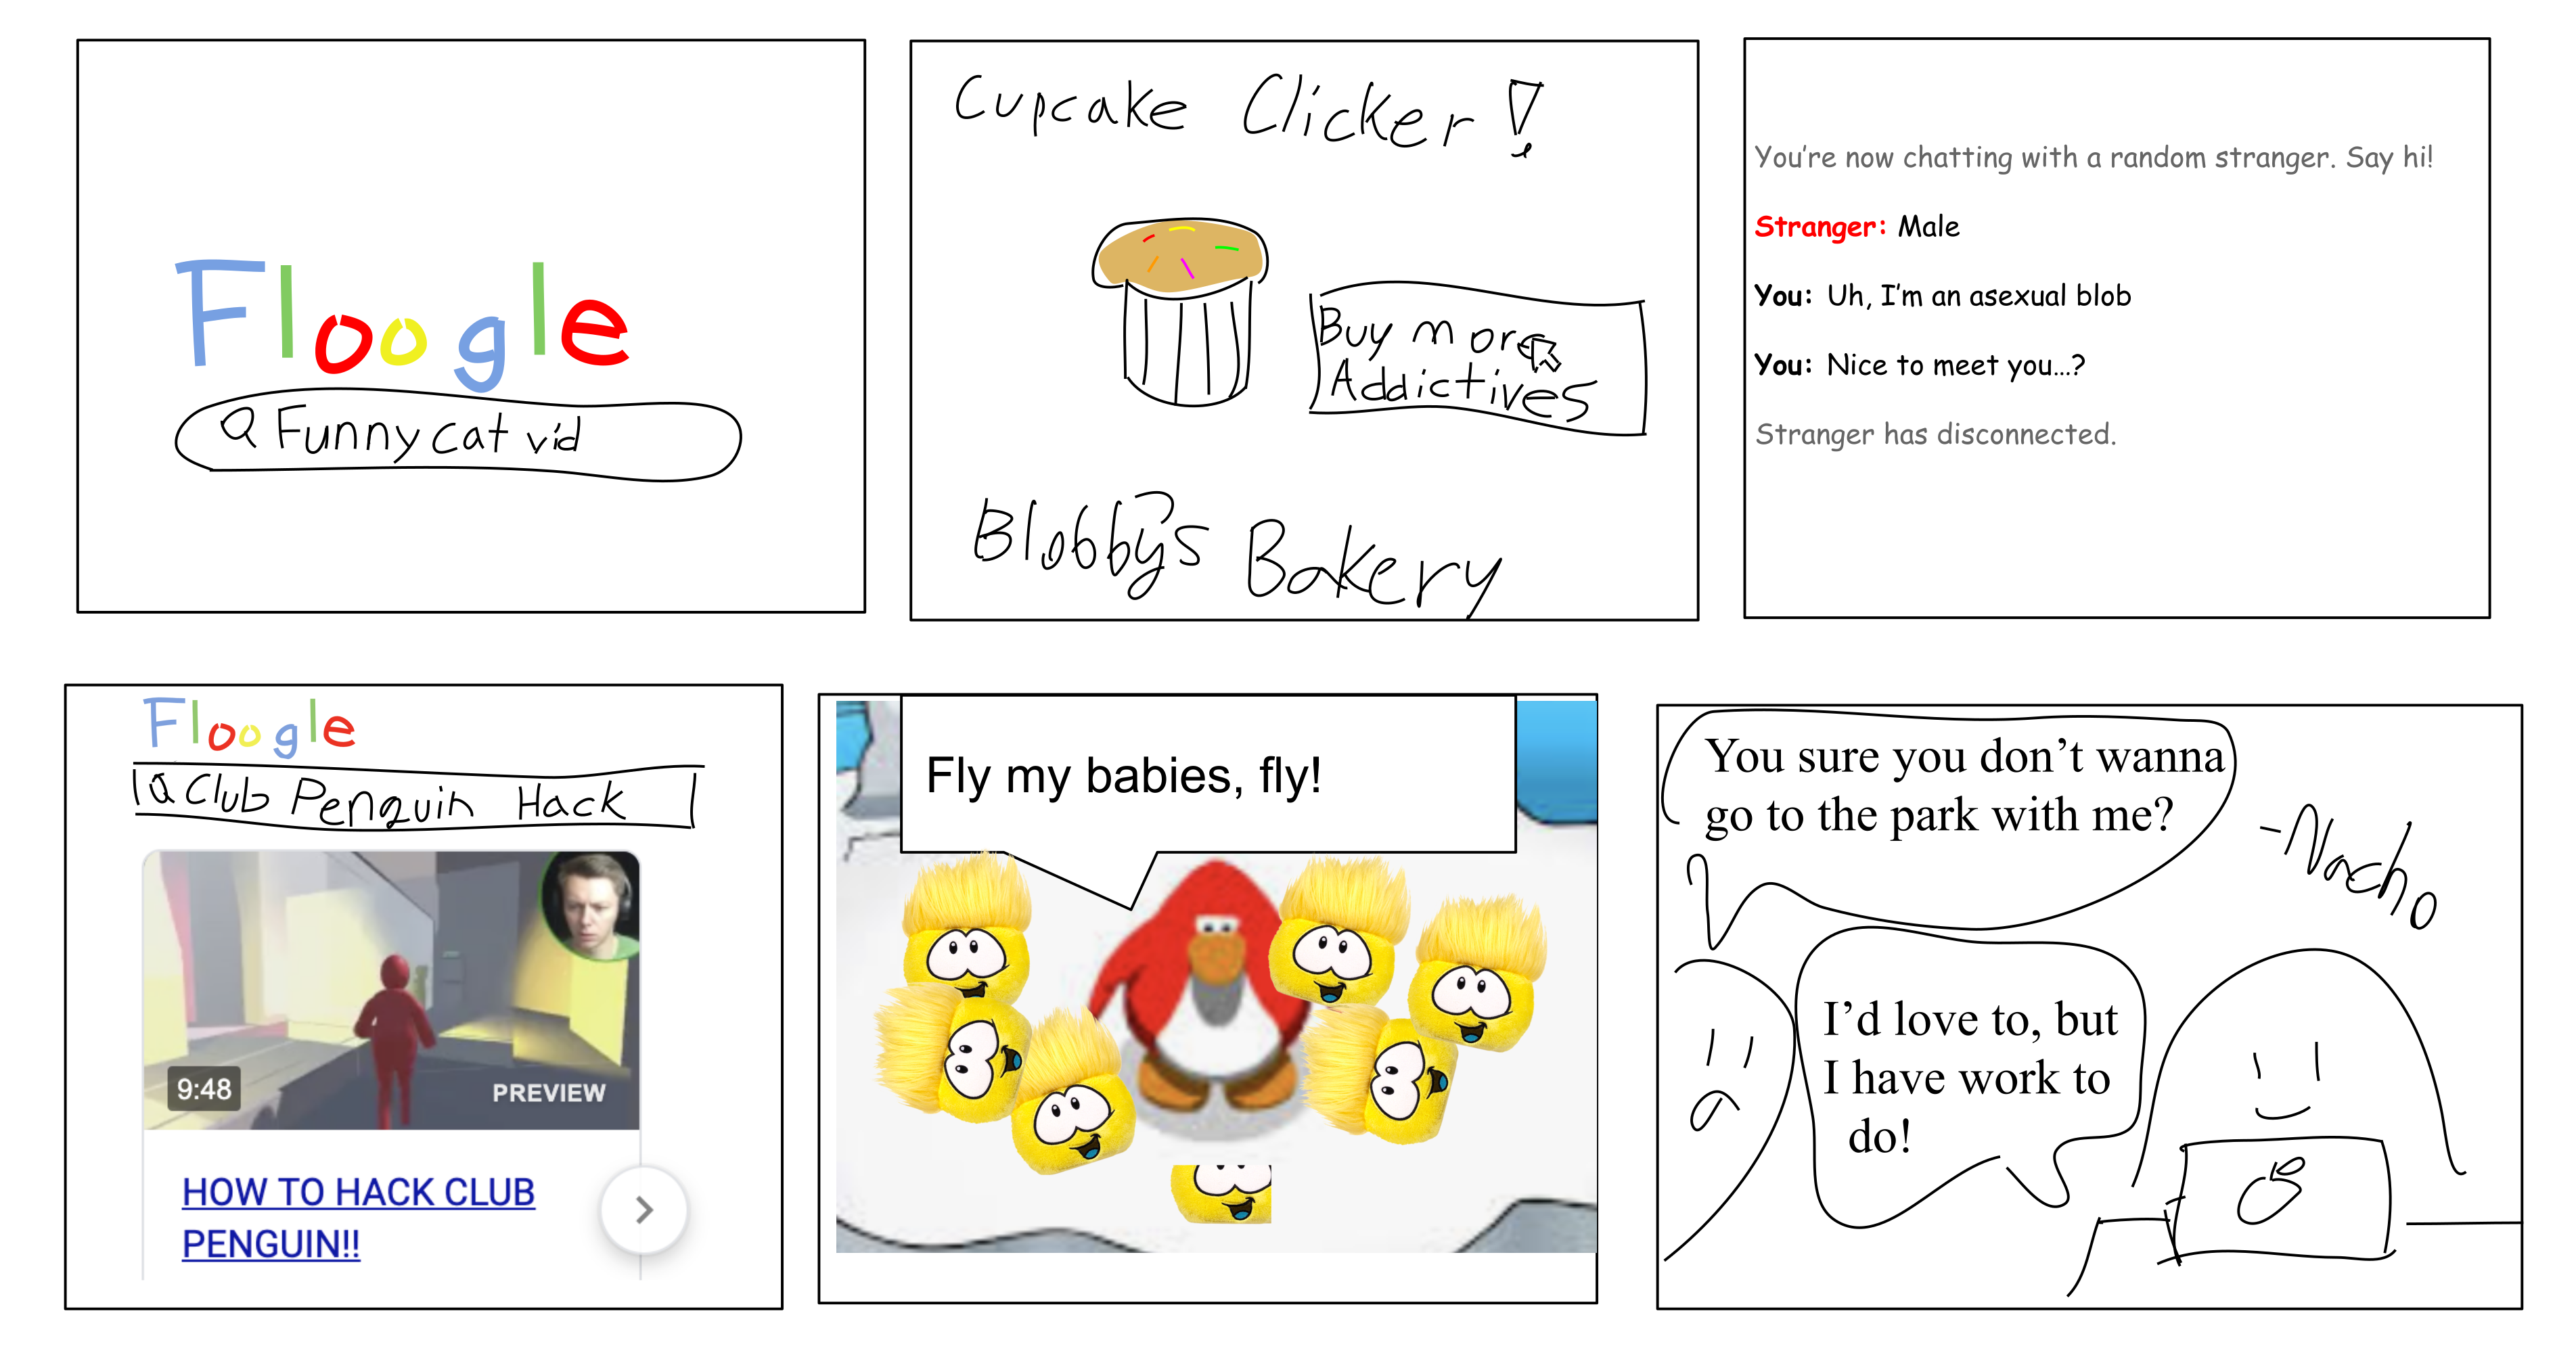 Floogle
Funny cat vid
Cupcake Clicker!
Buy more
Addictives
Blobby's Bakery
You're now chatting with a random stranger. Say hi!
Stranger: Male
You: Uh, I'm an asexual blob
You: Nice to meet you...?
Stranger has disconnected.
Floogle
Club Penguin Hack
9:48
PREVIEW
HOW TO HACK CLUB
PENGUIN!!
Fly my babies, fly!
You sure you don't wanna
go to the park with me?
-Nacho
I'd love to, but
I have work to
do!